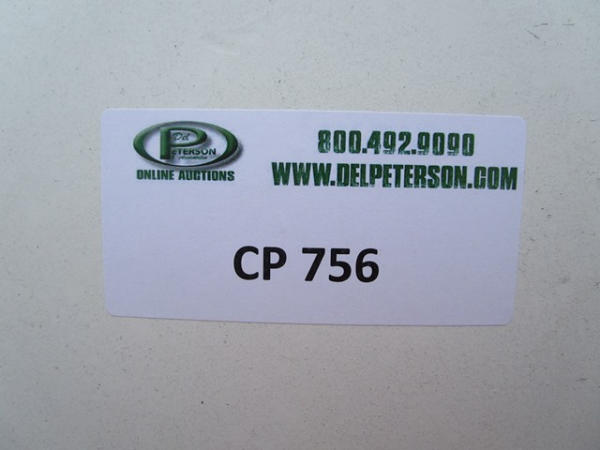 Del
PETERSON
ONLINE AUCTIONS
800.492.9090
WWW.DELPETERSON.COM
CP 756